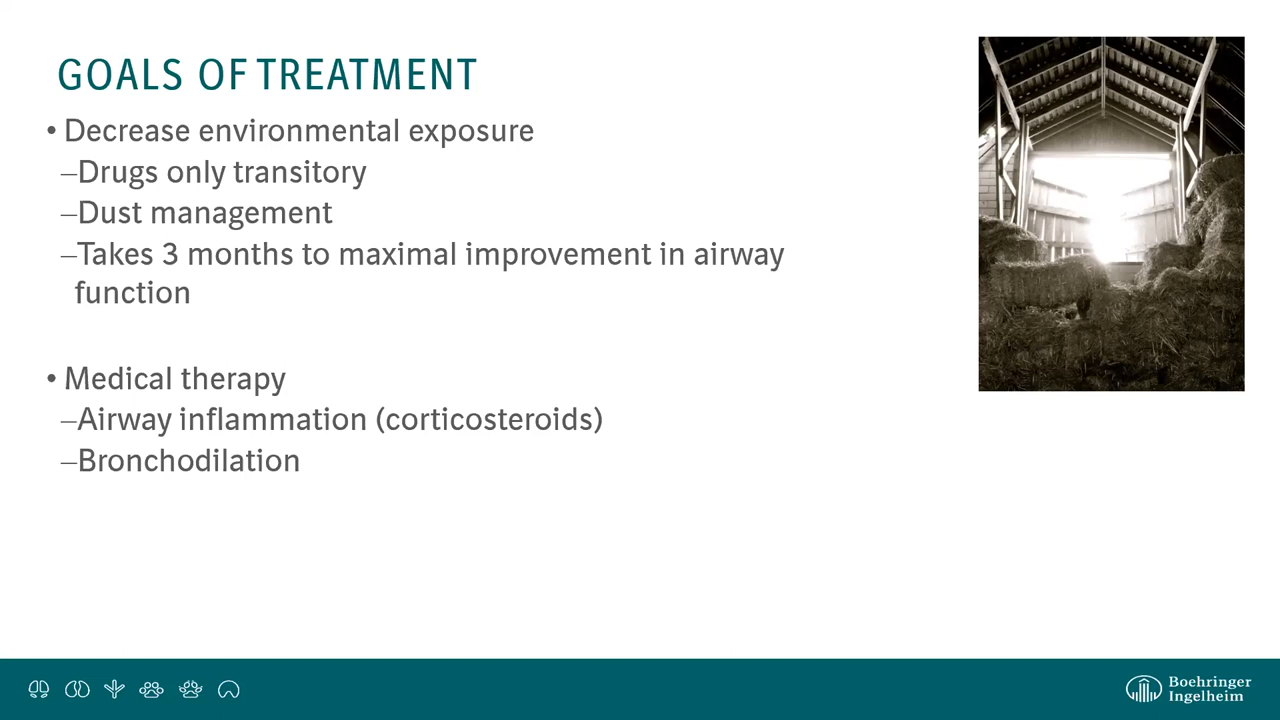 GOALS OF TREATMENT
• Decrease environmental exposure
–Drugs only transitory
–Dust management
–Takes 3 months to maximal improvement in airway
function
• Medical therapy
–Airway inflammation (corticosteroids)
–Bronchodilation
Boehringer
Ingelheim